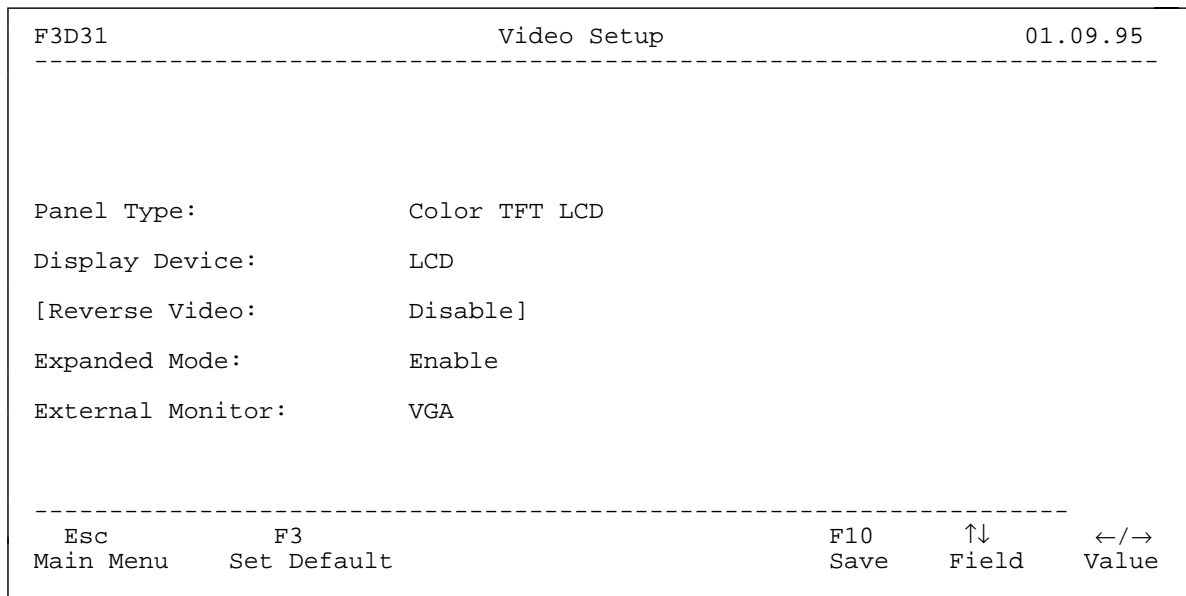 F3D31 Video Setup 01.09.95
---------------------------------------------------------------------------
Panel Type: Color TFT LCD
Display Device: LCD
[Reverse Video: Disable]
Expanded Mode: Enable
External Monitor: VGA
---------------------------------------------------------------------
Esc F3 F10 ↑↓ ←/→
Main Menu Set Default Save Field Value